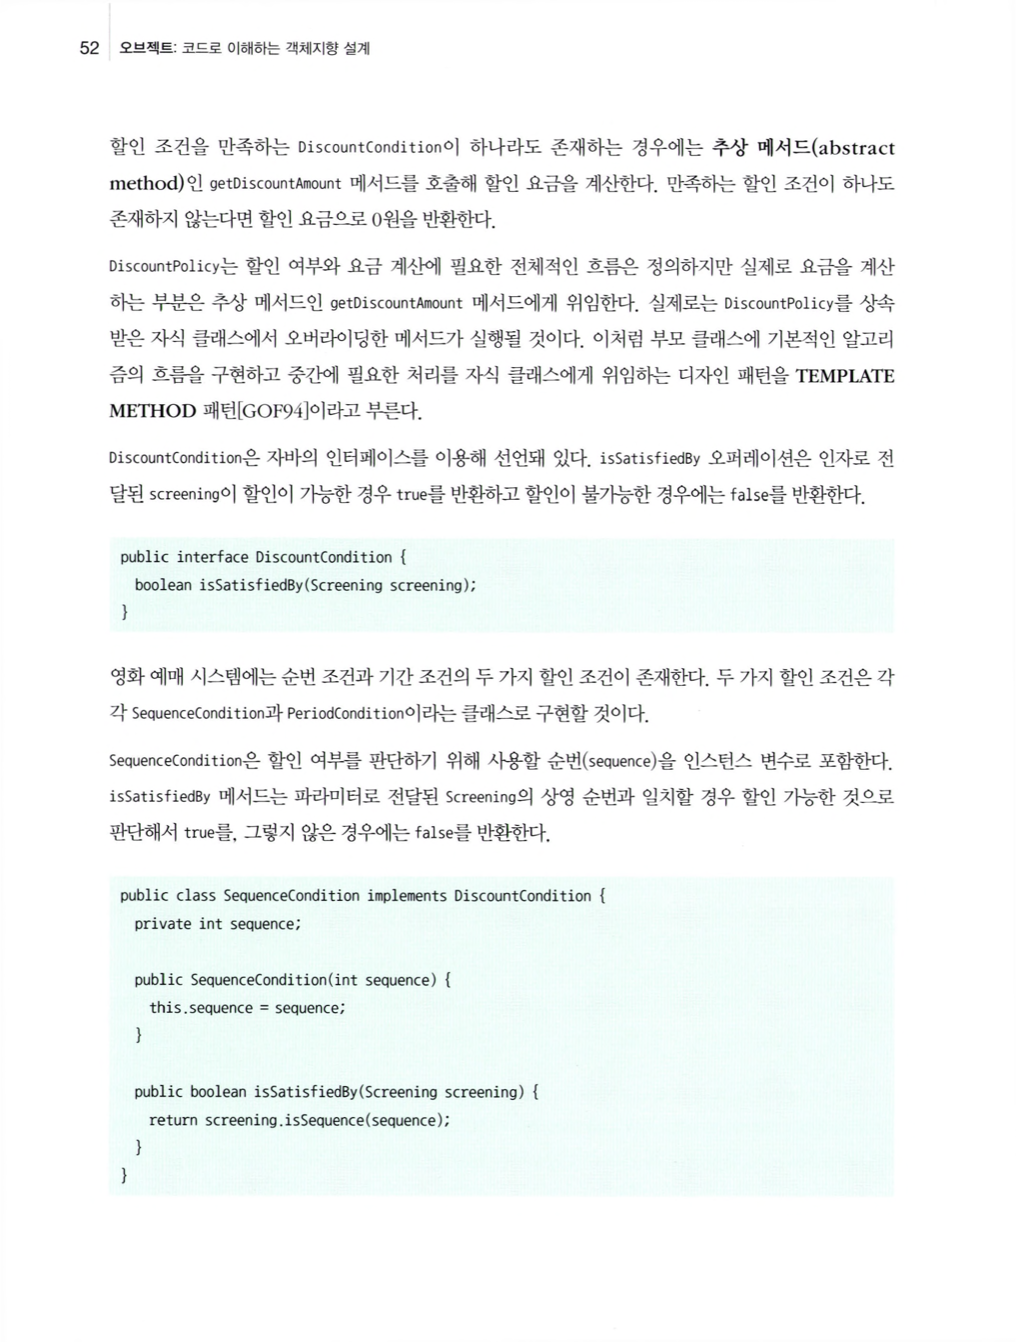 52 오브젝트: 코드로 이해하는 객체지향 설계
할인 조건을 만족하는 DiscountCondition이 하나라도 존재하는 경우에는 추상 메서드(abstract
method)인 getDiscountAmount 메서드를 호출해 할인 요금을 계산한다. 만족하는 할인 조건이 하나도
존재하지 않는다면 할인 요금으로 0원을 반환한다.
DiscountPolicy는 할인 여부와 요금 계산에 필요한 전체적인 흐름은 정의하지만 실제로 요금을 계산
하는 부분은 추상 메서드인 getDiscountAmount 메서드에게 위임한다. 실제로는 DiscountPolicy를 상속
받은 자식 클래스에서 오버라이딩한 메서드가 실행될 것이다. 이처럼 부모 클래스에 기본적인 알고리
즘의 흐름을 구현하고 중간에 필요한 처리를 자식 클래스에게 위임하는 디자인 패턴을 TEMPLATE
METHOD 패턴[GOF94]이라고 부른다.
DiscountCondition은 자바의 인터페이스를 이용해 선언돼 있다. isSatisfiedBy 오퍼레이션은 인자로 전
달된 screening이 할인이 가능한 경우 true를 반환하고 할인이 불가능한 경우에는 false를 반환한다.
public interface DiscountCondition {
boolean isSatisfiedBy(Screening screening);
}
영화 예매 시스템에는 순번 조건과 기간 조건의 두 가지 할인 조건이 존재한다. 두 가지 할인 조건은 각
각 SequenceCondition과 PeriodCondition이라는 클래스로 구현할 것이다.
SequenceCondition은 할인 여부를 판단하기 위해 사용할 순번(sequence)을 인스턴스 변수로 포함한다.
isSatisfiedBy 메서드는 파라미터로 전달된 Screening의 상영 순번과 일치할 경우 할인 가능한 것으로
판단해서 true를, 그렇지 않은 경우에는 false를 반환한다.
public class SequenceCondition implements DiscountCondition {
private int sequence;
public SequenceCondition(int sequence) {
this.sequence = sequence;
}
public boolean isSatisfiedBy(Screening screening) {
return screening.isSequence(sequence);
}
}